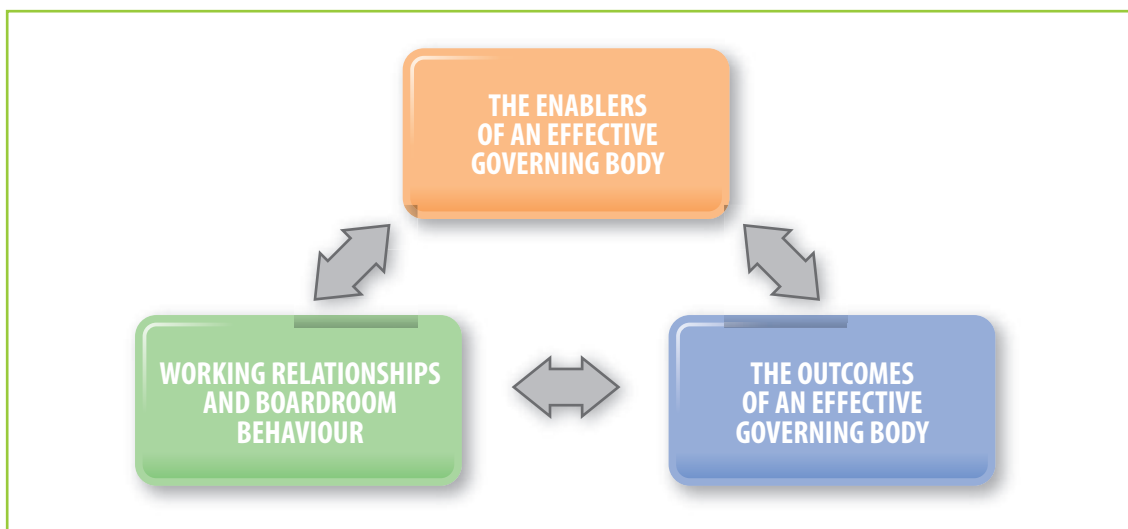 THE ENABLERS
OF AN EFFECTIVE
GOVERNING BODY
WORKING RELATIONSHIPS
AND BOARDROOM
BEHAVIOUR
THE OUTCOMES
OF AN EFFECTIVE
GOVERNING BODY